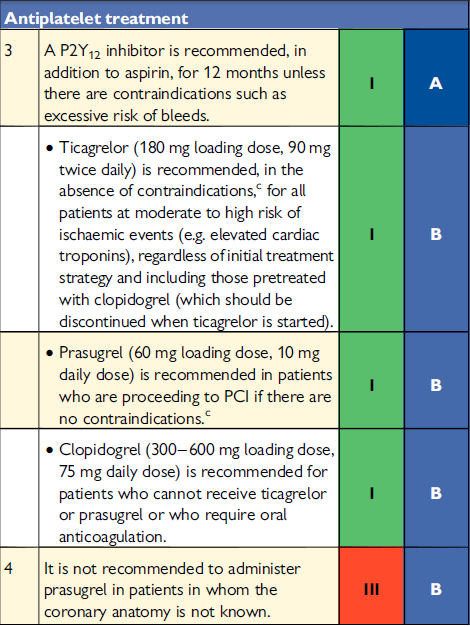 Antiplatelet treatment
3 A P2Y12 inhibitor is recommended, in I A
addition to aspirin, for 12 months unless
there are contraindications such as
excessive risk of bleeds.
• Ticagrelor (180 mg loading dose, 90 mg I B
twice daily) is recommended, in the
absence of contraindications,c for all
patients at moderate to high risk of
ischaemic events (e.g. elevated cardiac
troponins), regardless of initial treatment
strategy and including those pretreated
with clopidogrel (which should be
discontinued when ticagrelor is started).
• Prasugrel (60 mg loading dose, 10 mg I B
daily dose) is recommended in patients
who are proceeding to PCI if there are
no contraindications.c
• Clopidogrel (300–600 mg loading dose, I B
75 mg daily dose) is recommended for
patients who cannot receive ticagrelor
or prasugrel or who require oral
anticoagulation.
4 It is not recommended to administer III B
prasugrel in patients in whom the
coronary anatomy is not known.